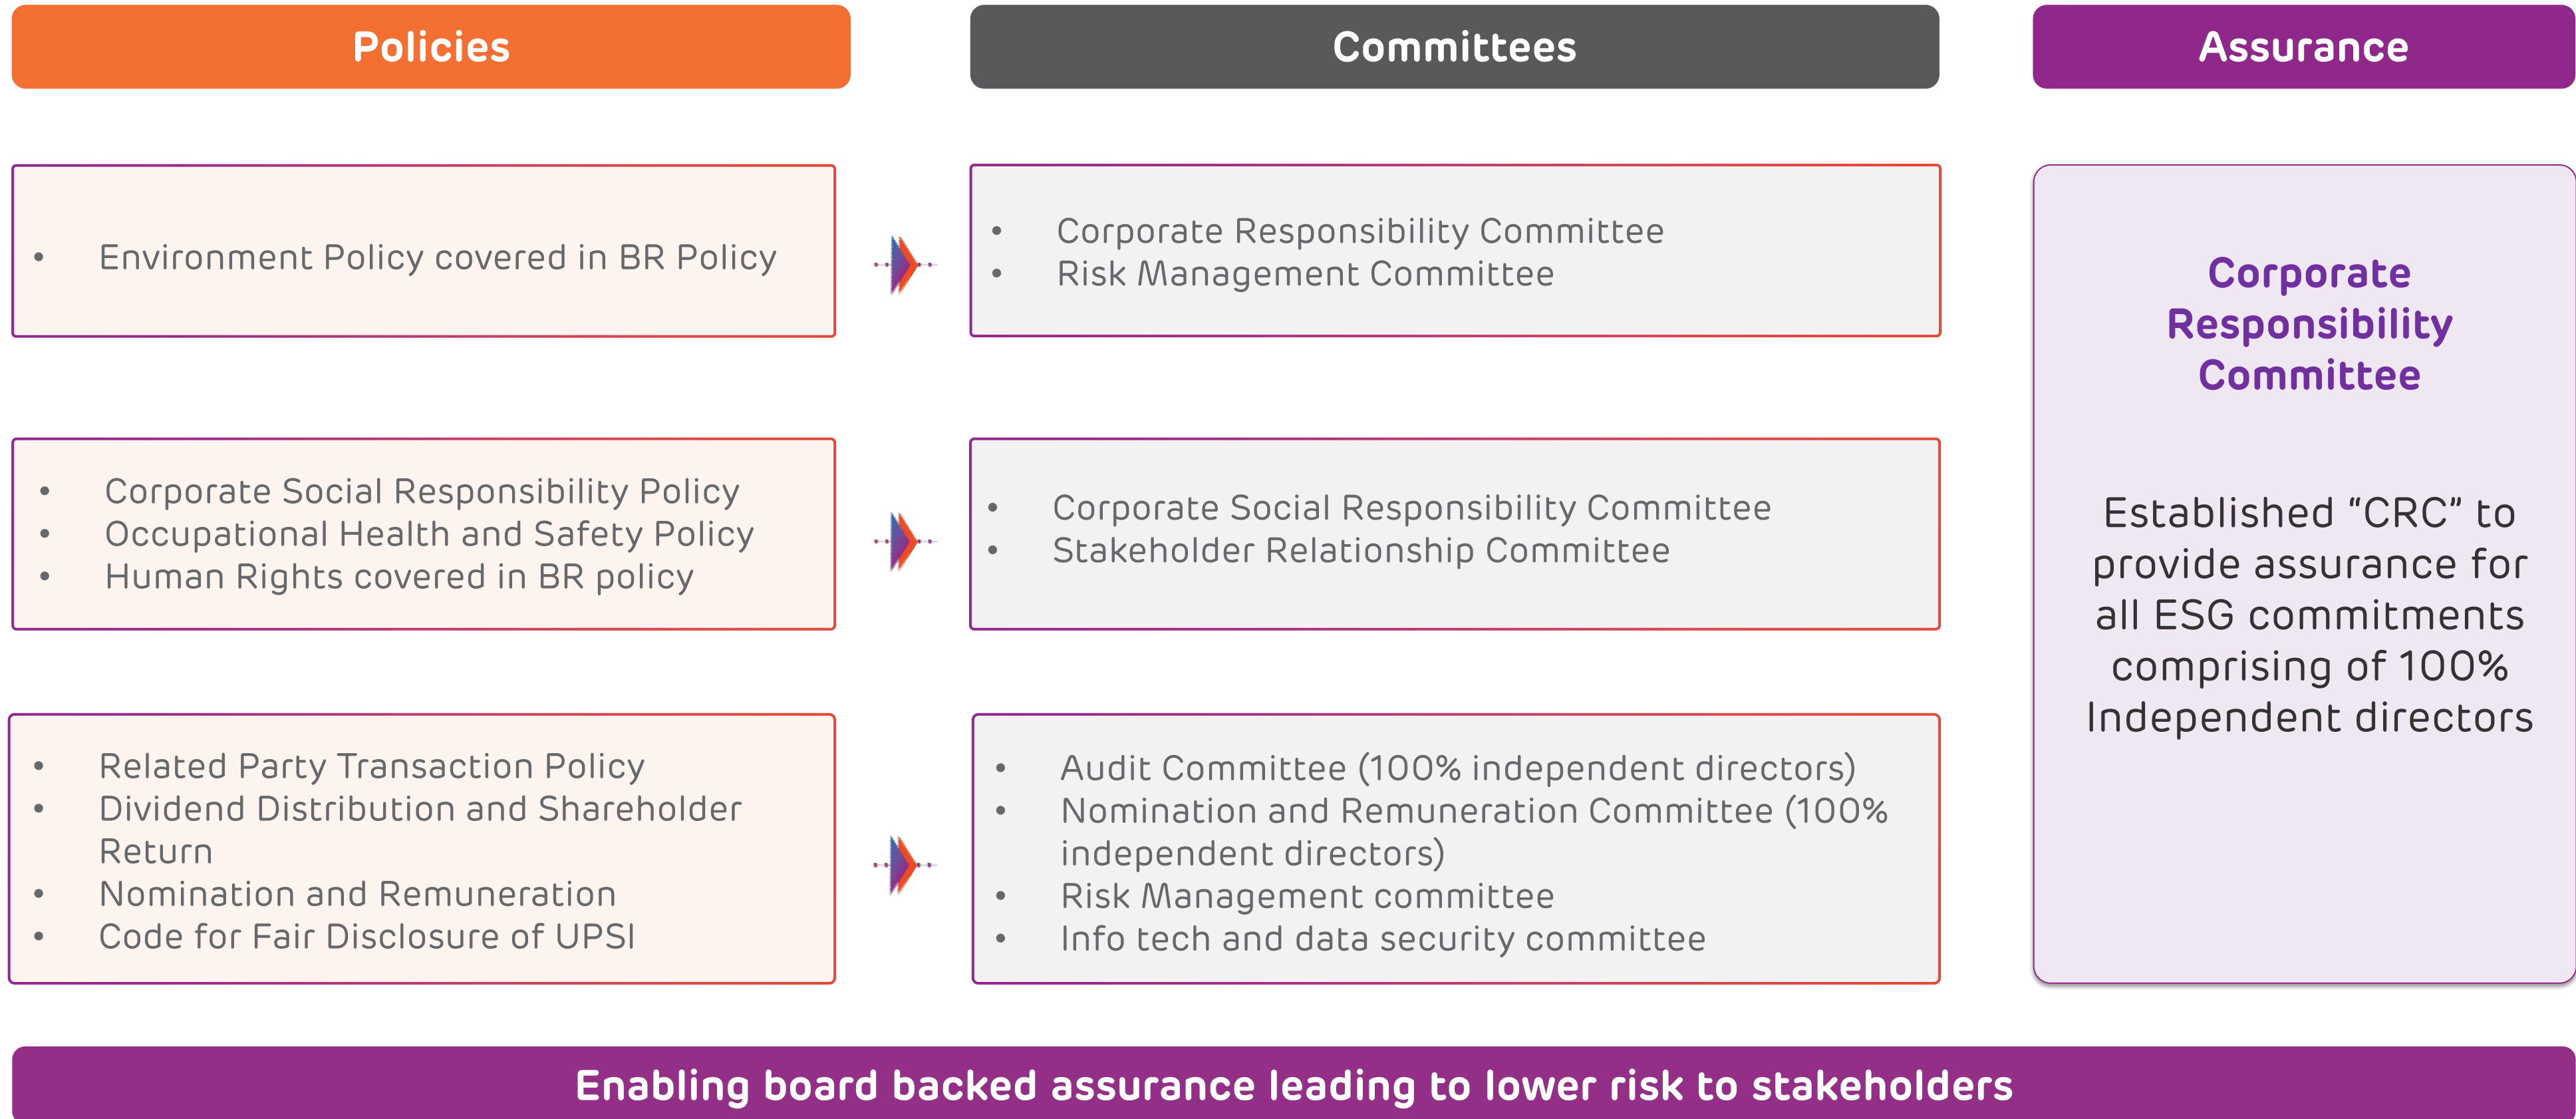 Policies
Committees
Assurance
• Environment Policy covered in BR Policy
• Corporate Responsibility Committee
• Risk Management Committee
• Corporate Social Responsibility Policy
• Occupational Health and Safety Policy
• Human Rights covered in BR policy
• Corporate Social Responsibility Committee
• Stakeholder Relationship Committee
• Related Party Transaction Policy
• Dividend Distribution and Shareholder
Return
• Nomination and Remuneration
• Code for Fair Disclosure of UPSI
• Audit Committee (100% independent directors)
• Nomination and Remuneration Committee (100%
independent directors)
• Risk Management committee
• Info tech and data security committee
Corporate
Responsibility
Committee
Established “CRC” to
provide assurance for
all ESG commitments
comprising of 100%
Independent directors
Enabling board backed assurance leading to lower risk to stakeholders